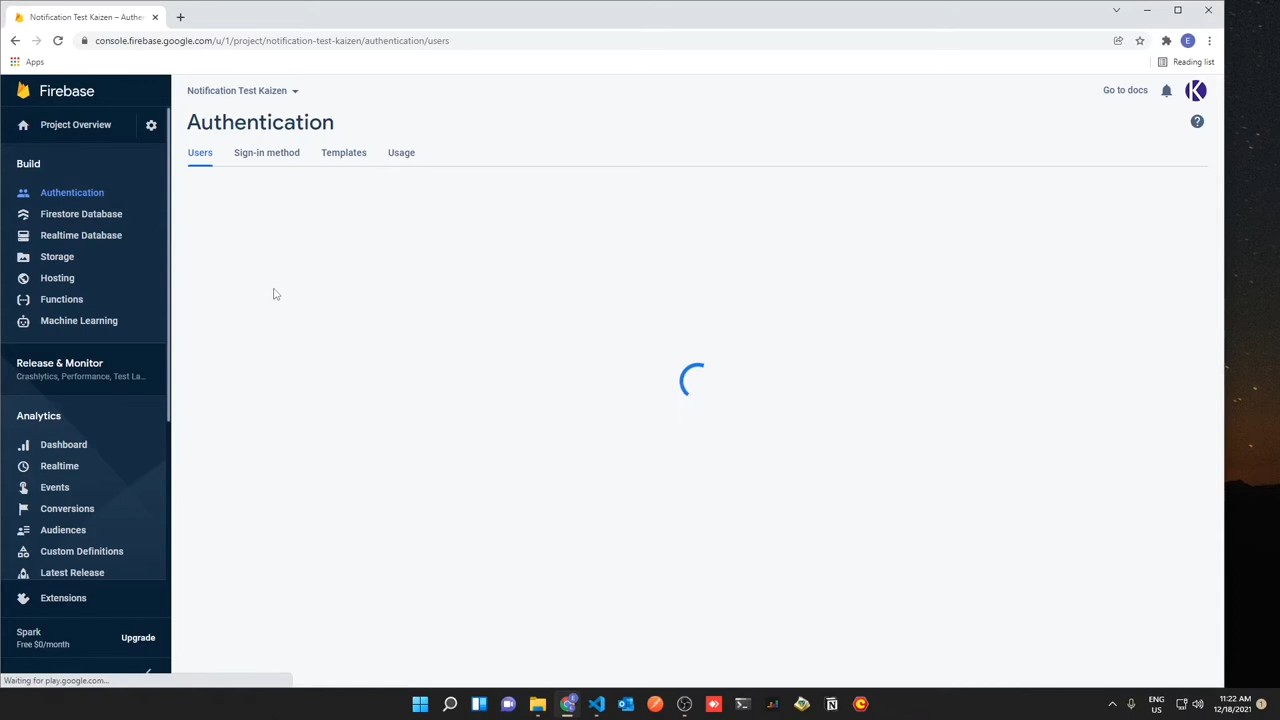 Notification Test Kaizen – Authe
console.firebase.google.com/u/1/project/notification-test-kaizen/authentication/users
E
Apps
Reading list
Firebase
Notification Test Kaizen
Go to docs
K
Project Overview
Authentication
?
Users
Sign-in method
Templates
Usage
Build
Authentication
Firestore Database
Realtime Database
Storage
Hosting
Functions
Machine Learning
Release & Monitor
Crashlytics, Performance, Test La...
Analytics
Dashboard
Realtime
Events
Conversions
Audiences
Custom Definitions
Latest Release
Extensions
Spark
Free $0/month
Upgrade
Waiting for play.google.com...
ENG
US
11:22 AM
12/18/2021